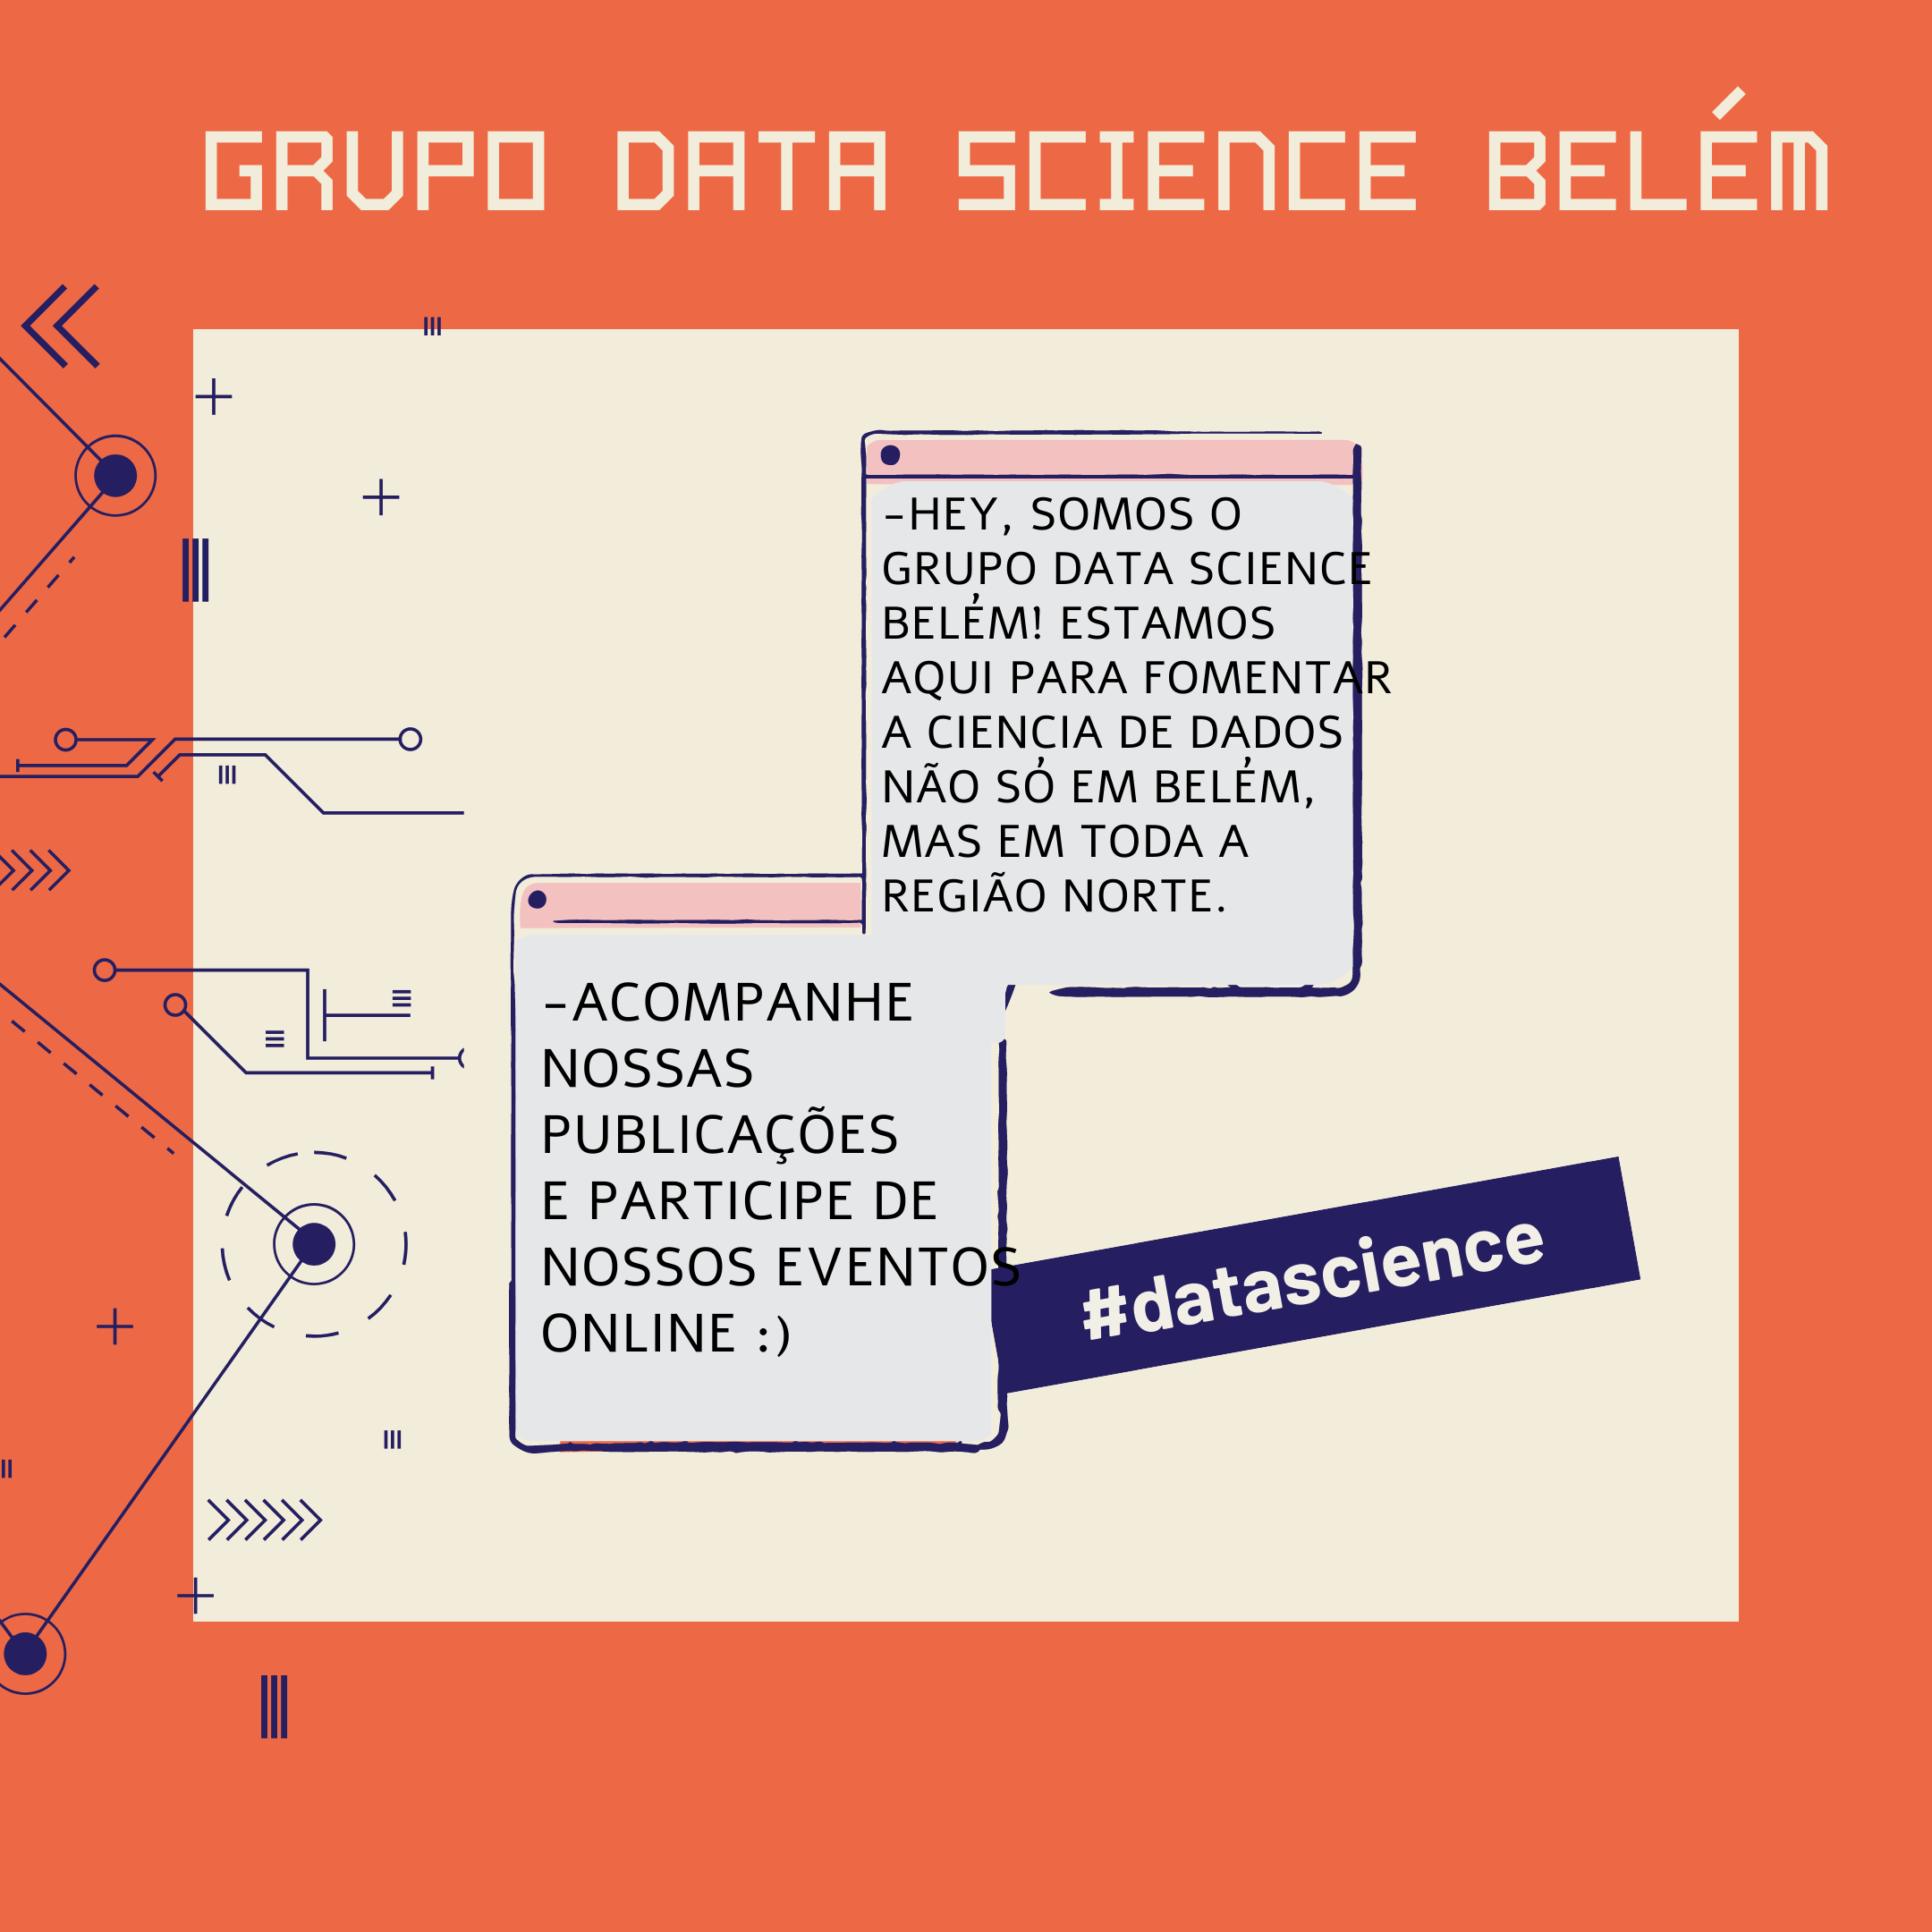 GRUPO DATA SCIENCE BELÉM
-HEY, SOMOS O
GRUPO DATA SCIENCE
BELÉM! ESTAMOS
AQUI PARA FOMENTAR
A CIENCIA DE DADOS
NÃO SÓ EM BELÉM,
MAS EM TODA A
REGIÃO NORTE.
-ACOMPANHE
NOSSAS
PUBLICAÇÕES
E PARTICIPE DE
NOSSOS EVENTOS
ONLINE :)
#datascience